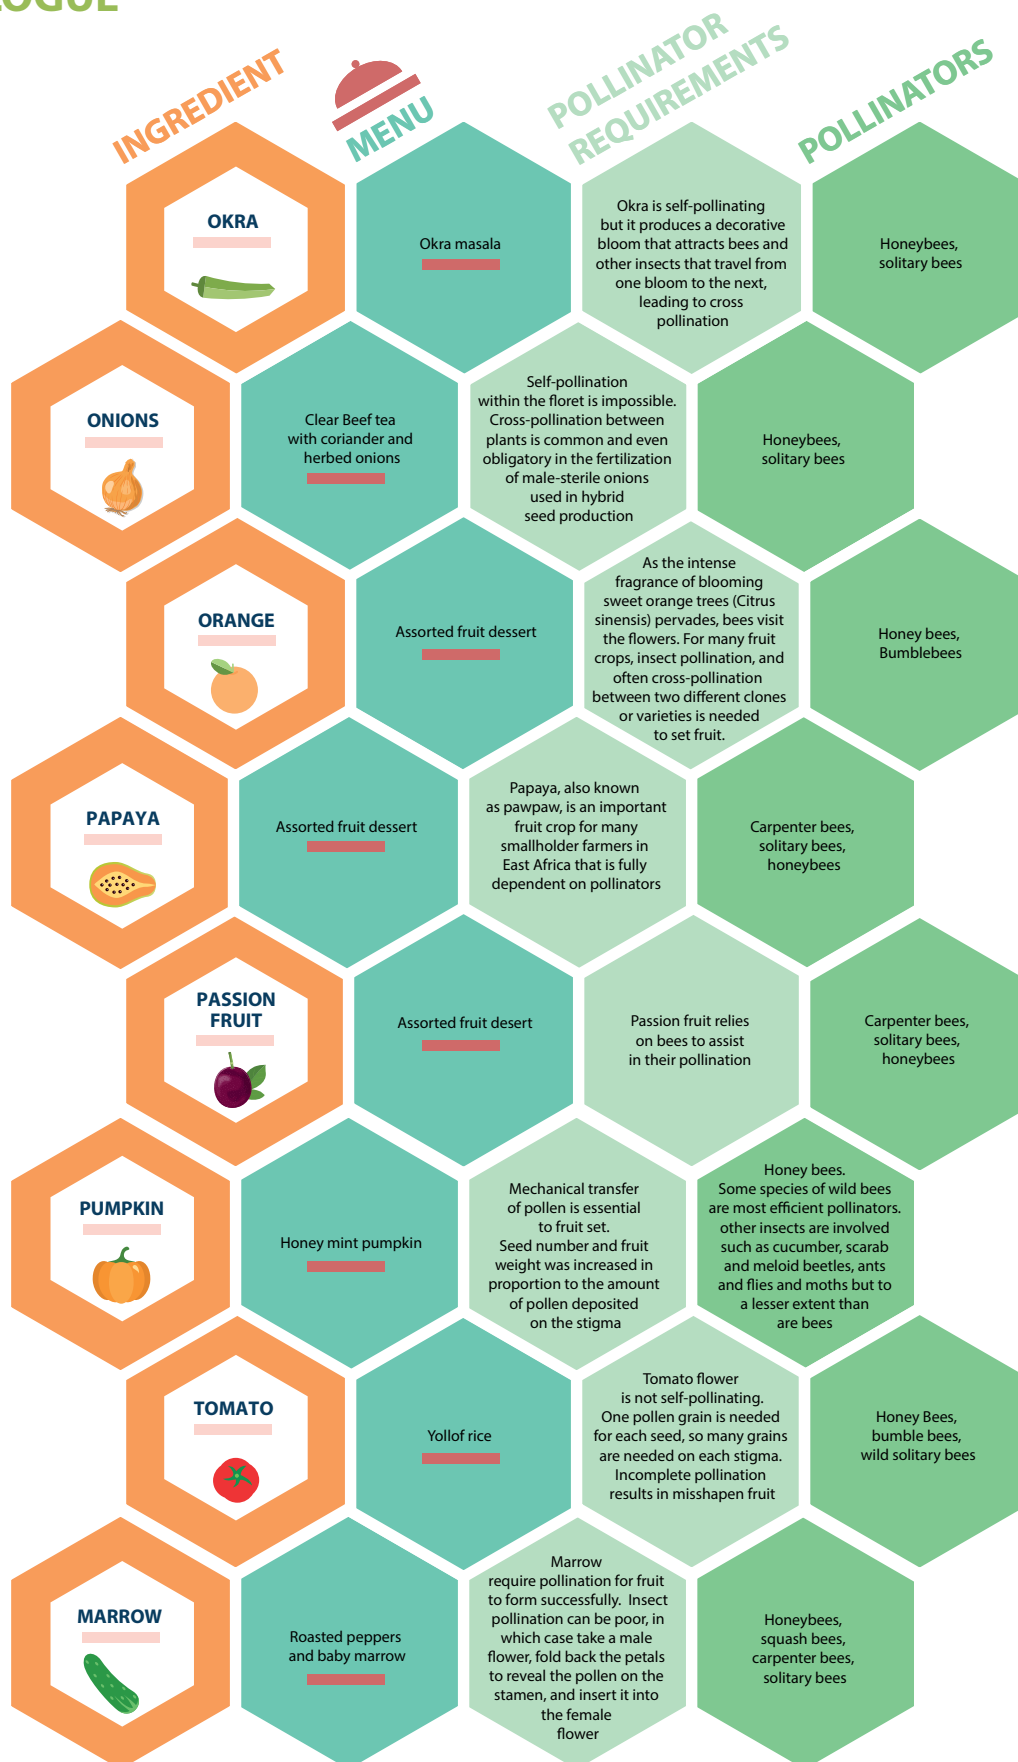 INGREDIENT
MENU
POLLINATOR
REQUIREMENTS
POLLINATORS
OKRA
Okra masala
Okra is self-pollinating
but it produces a decorative
bloom that attracts bees and
other insects that travel from
one bloom to the next,
leading to cross
pollination
Honeybees,
solitary bees
ONIONS
Clear Beef tea
with coriander and
herbed onions
Self-pollination
within the floret is impossible.
Cross-pollination between
plants is common and even
obligatory in the fertilization
of male-sterile onions
used in hybrid
seed production
Honeybees,
solitary bees
ORANGE
Assorted fruit dessert
As the intense
fragrance of blooming
sweet orange trees (Citrus
sinensis) pervades, bees visit
the flowers. For many fruit
crops, insect pollination, and
often cross-pollination
between two different clones
or varieties is needed
to set fruit.
Honey bees,
Bumblebees
PAPAYA
Assorted fruit dessert
Papaya, also known
as pawpaw, is an important
fruit crop for many
smallholder farmers in
East Africa that is fully
dependent on pollinators
Carpenter bees,
solitary bees,
honeybees
PASSION
FRUIT
Assorted fruit desert
Passion fruit relies
on bees to assist
in their pollination
Carpenter bees,
solitary bees,
honeybees
PUMPKIN
Honey mint pumpkin
Mechanical transfer
of pollen is essential
to fruit set.
Seed number and fruit
weight was increased in
proportion to the amount
of pollen deposited
on the stigma
Honey bees.
Some species of wild bees
are most efficient pollinators.
other insects are involved
such as cucumber, scarab
and meloid beetles, ants
and flies and moths but to
a lesser extent than
are bees
TOMATO
Yollof rice
Tomato flower
is not self-pollinating.
One pollen grain is needed
for each seed, so many grains
are needed on each stigma.
Incomplete pollination
results in misshapen fruit
Honey Bees,
bumble bees,
wild solitary bees
MARROW
Roasted peppers
and baby marrow
Marrow
require pollination for fruit
to form successfully. Insect
pollination can be poor, in
which case take a male
flower, fold back the petals
to reveal the pollen on the
stamen, and insert it into
the female
flower
Honeybees,
squash bees,
carpenter bees,
solitary bees